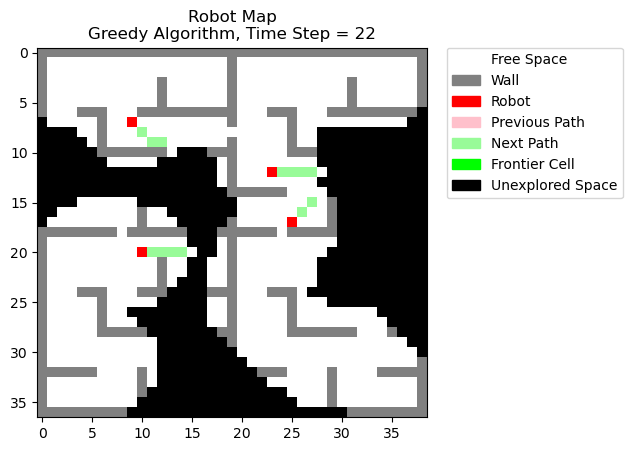 Robot Map
Greedy Algorithm, Time Step = 22
Free Space
Wall
Robot
Previous Path
Next Path
Frontier Cell
Unexplored Space
0
5
10
15
20
25
30
35
0
5
10
15
20
25
30
35